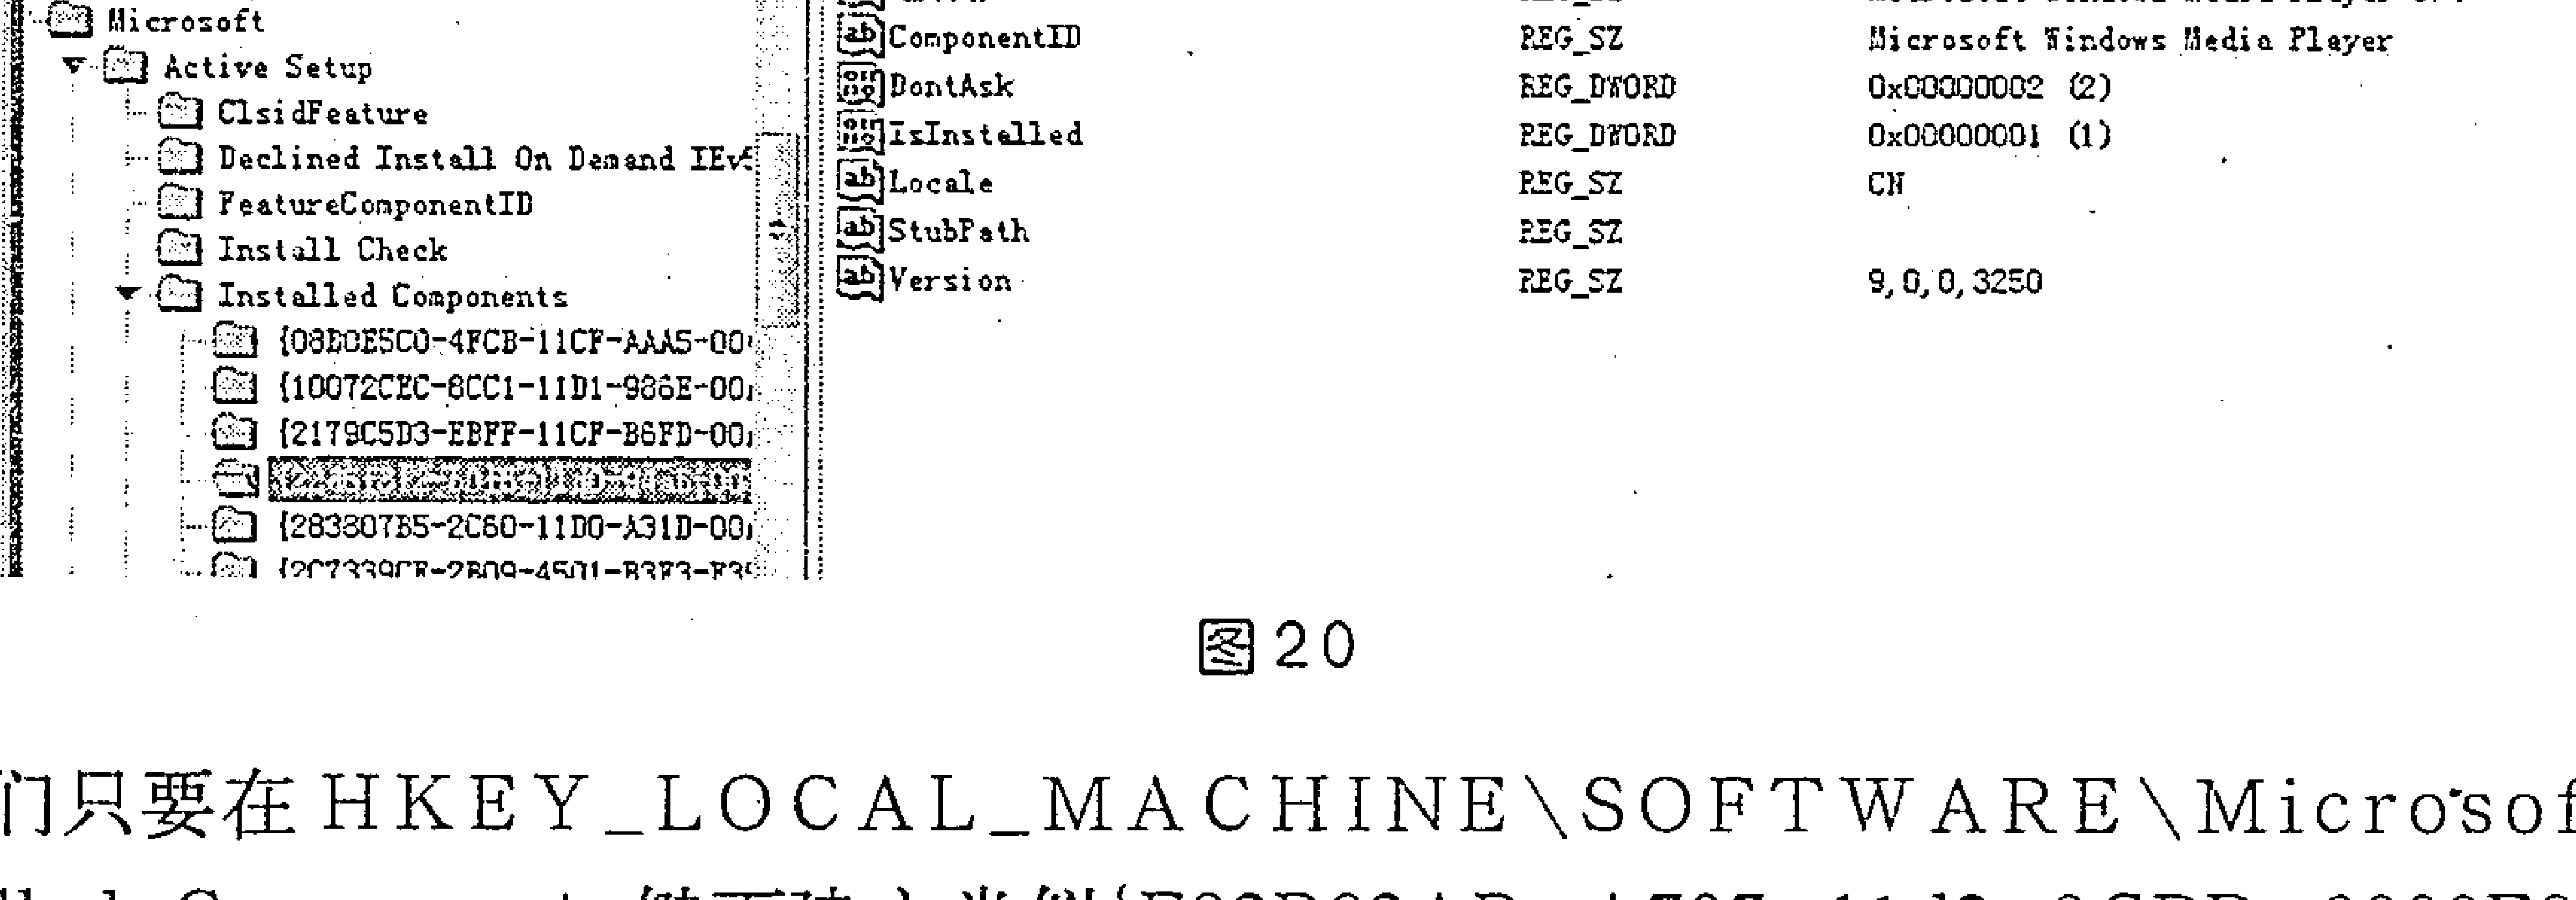 Microsoft
Active Setup
ClsidFeature
Declined Install On Demand IEv5
FeatureComponentID
Install Check
Installed Components
{08B0E5C0-4FCB-11CF-AAA5-00
{10072CEC-8CC1-11D1-986E-00
{2179C5D3-EBFF-11CF-B6FD-00
{283807B5-2C60-11D0-A31D-00
ComponentID REG_SZ Microsoft Windows Media Player
DontAsk REG_DWORD 0x00000002 (2)
IsInstalled REG_DWORD 0x00000001 (1)
Locale REG_SZ CN
StubPath REG_SZ
Version REG_SZ 9,0,0,3250
图20
们只要在HKEY_LOCAL_MACHINE\SOFTWARE\Microsof